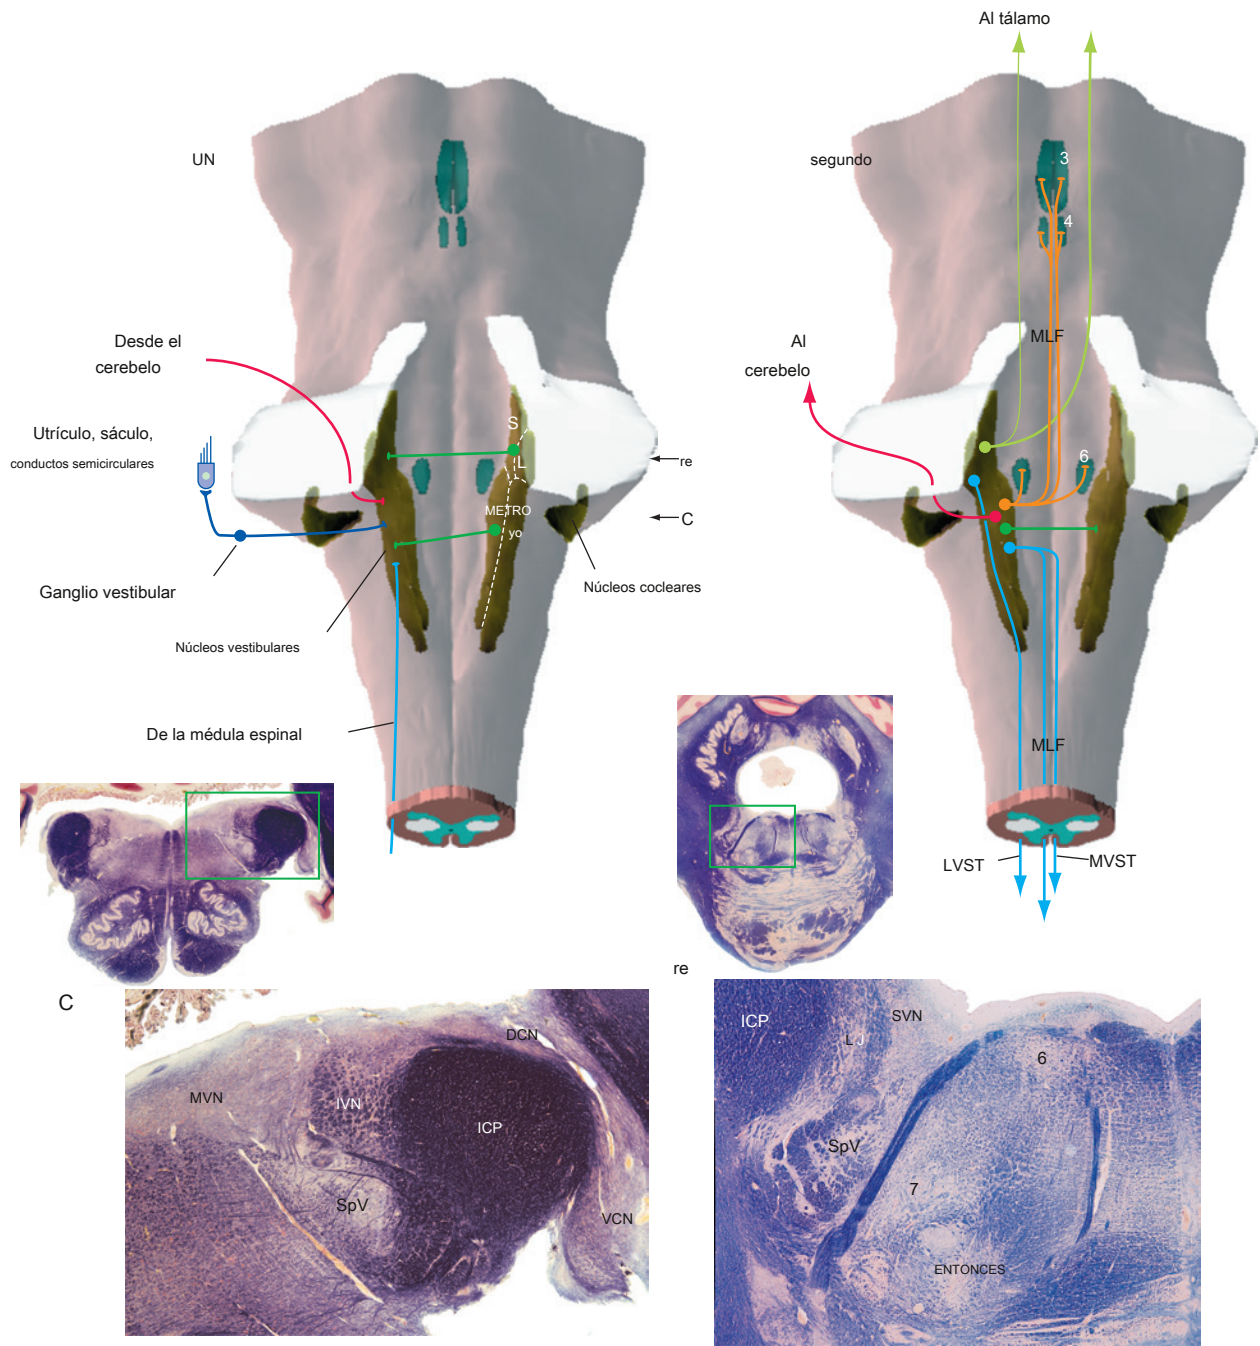 Al tálamo
UN
segundo
3
4
MLF
Desde el
cerebelo
Al
cerebelo
Utrículo, sáculo,
conductos semicirculares
S
L
re
6
METRO
yo
C
Ganglio vestibular
Núcleos cocleares
Núcleos vestibulares
De la médula espinal
MLF
LVST
MVST
re
C
DCN
MVN
IVN
ICP
SpV
VCN
ICP
SVN
L J
6
SpV
7
ENTONCES